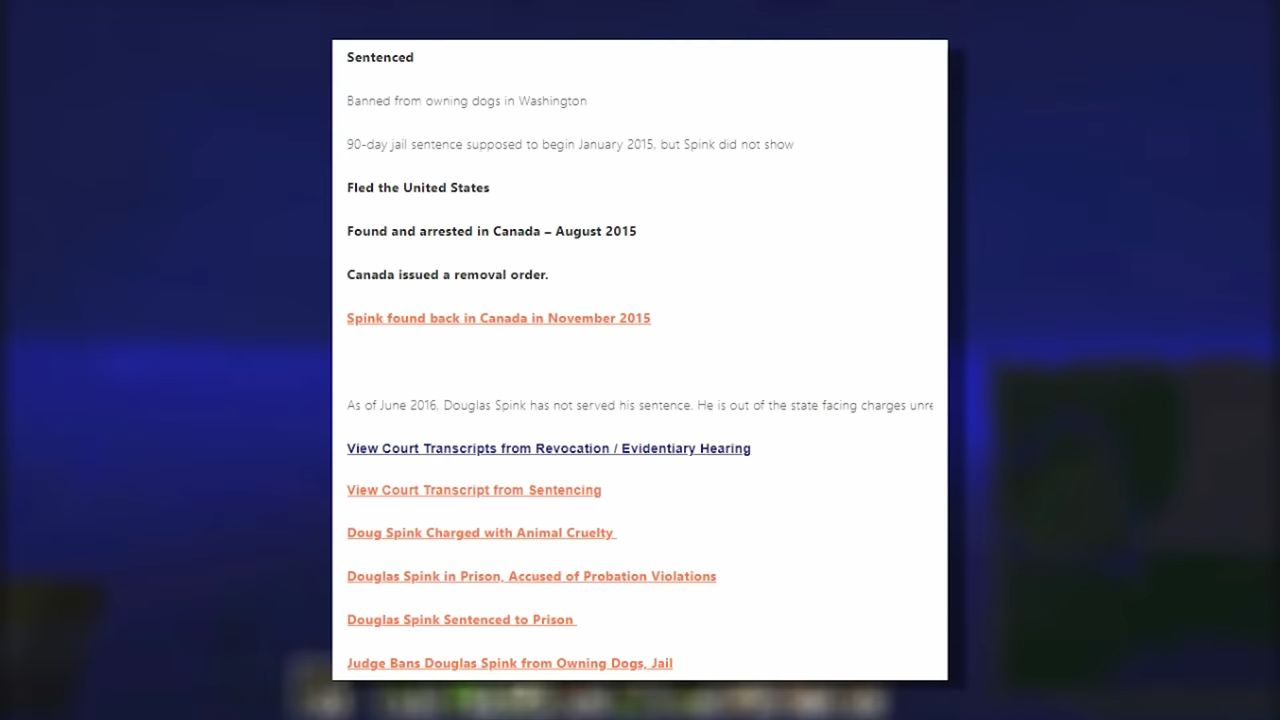 Sentenced
Banned from owning dogs in Washington
90-day jail sentence supposed to begin January 2015, but Spink did not show
Fled the United States
Found and arrested in Canada – August 2015
Canada issued a removal order.
Spink found back in Canada in November 2015
As of June 2016, Douglas Spink has not served his sentence. He is out of the state facing charges
View Court Transcripts from Revocation / Evidentiary Hearing
View Court Transcript from Sentencing
Doug Spink Charged with Animal Cruelty
Douglas Spink in Prison, Accused of Probation Violations
Douglas Spink Sentenced to Prison
Judge Bans Douglas Spink from Owning Dogs, Jail